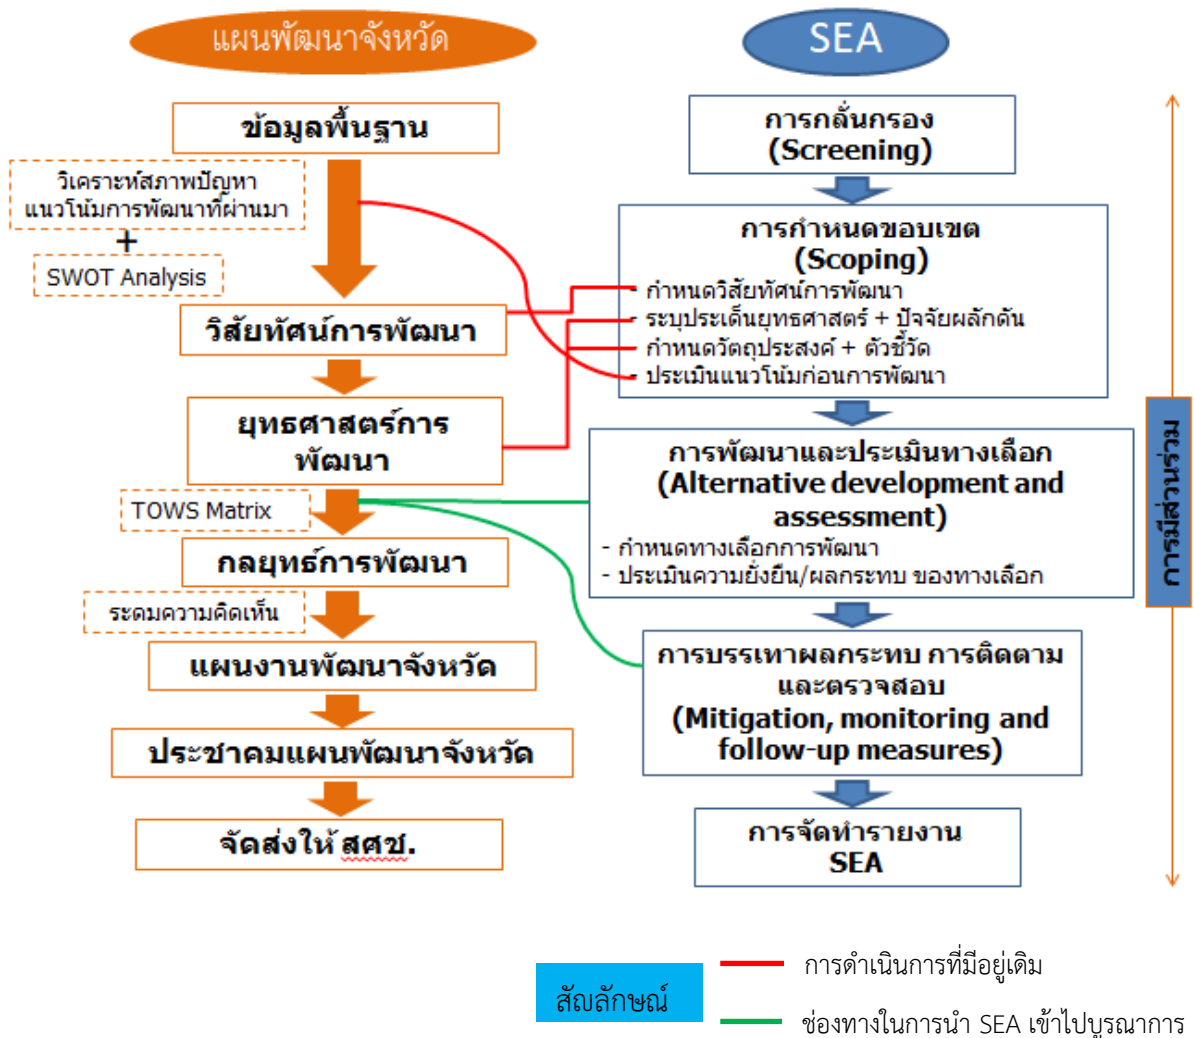 แผนพัฒนาจังหวัด
ข้อมูลพื้นฐาน
วิเคราะห์สภาพปัญหา
แนวโน้มการพัฒนาที่ผ่านมา
+
SWOT Analysis
วิสัยทัศน์การพัฒนา
ยุทธศาสตร์การ
พัฒนา
TOWS Matrix
กลยุทธ์การพัฒนา
ระดมความคิดเห็น
แผนงานพัฒนาจังหวัด
ประชาคมแผนพัฒนาจังหวัด
จัดส่งให้ สศช.
SEA
การกลั่นกรอง
(Screening)
การกำหนดขอบเขต
(Scoping)
- กำหนดวิสัยทัศน์การพัฒนา
- ระบุประเด็นยุทธศาสตร์ + ปัจจัยผลักดัน
- กำหนดวัตถุประสงค์ + ตัวชี้วัด
- ประเมินแนวโน้มก่อนการพัฒนา
การพัฒนาและประเมินทางเลือก
(Alternative development and
assessment)
- กำหนดทางเลือกการพัฒนา
- ประเมินความยั่งยืน/ผลกระทบ ของทางเลือก
การบรรเทาผลกระทบ การติดตาม
และตรวจสอบ
(Mitigation, monitoring and
follow-up measures)
การจัดทำรายงาน
SEA
การมีส่วนร่วม
สัญลักษณ์
การดำเนินการที่มีอยู่เดิม
ช่องทางในการนำ SEA เข้าไปบูรณาการ